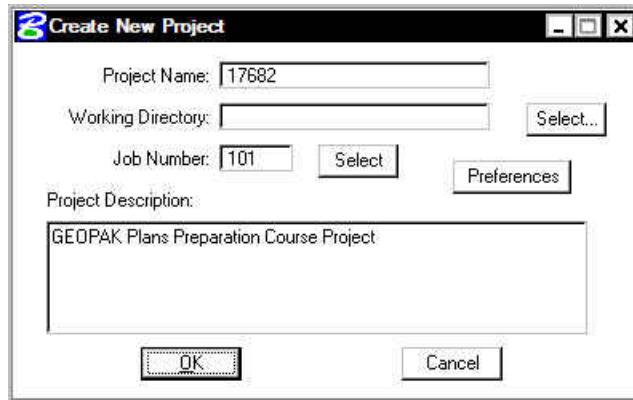 Create New Project
Project Name: 17682
Working Directory: Select...
Job Number: 101 Select
Preferences
Project Description:
GEOPAK Plans Preparation Course Project
OK Cancel